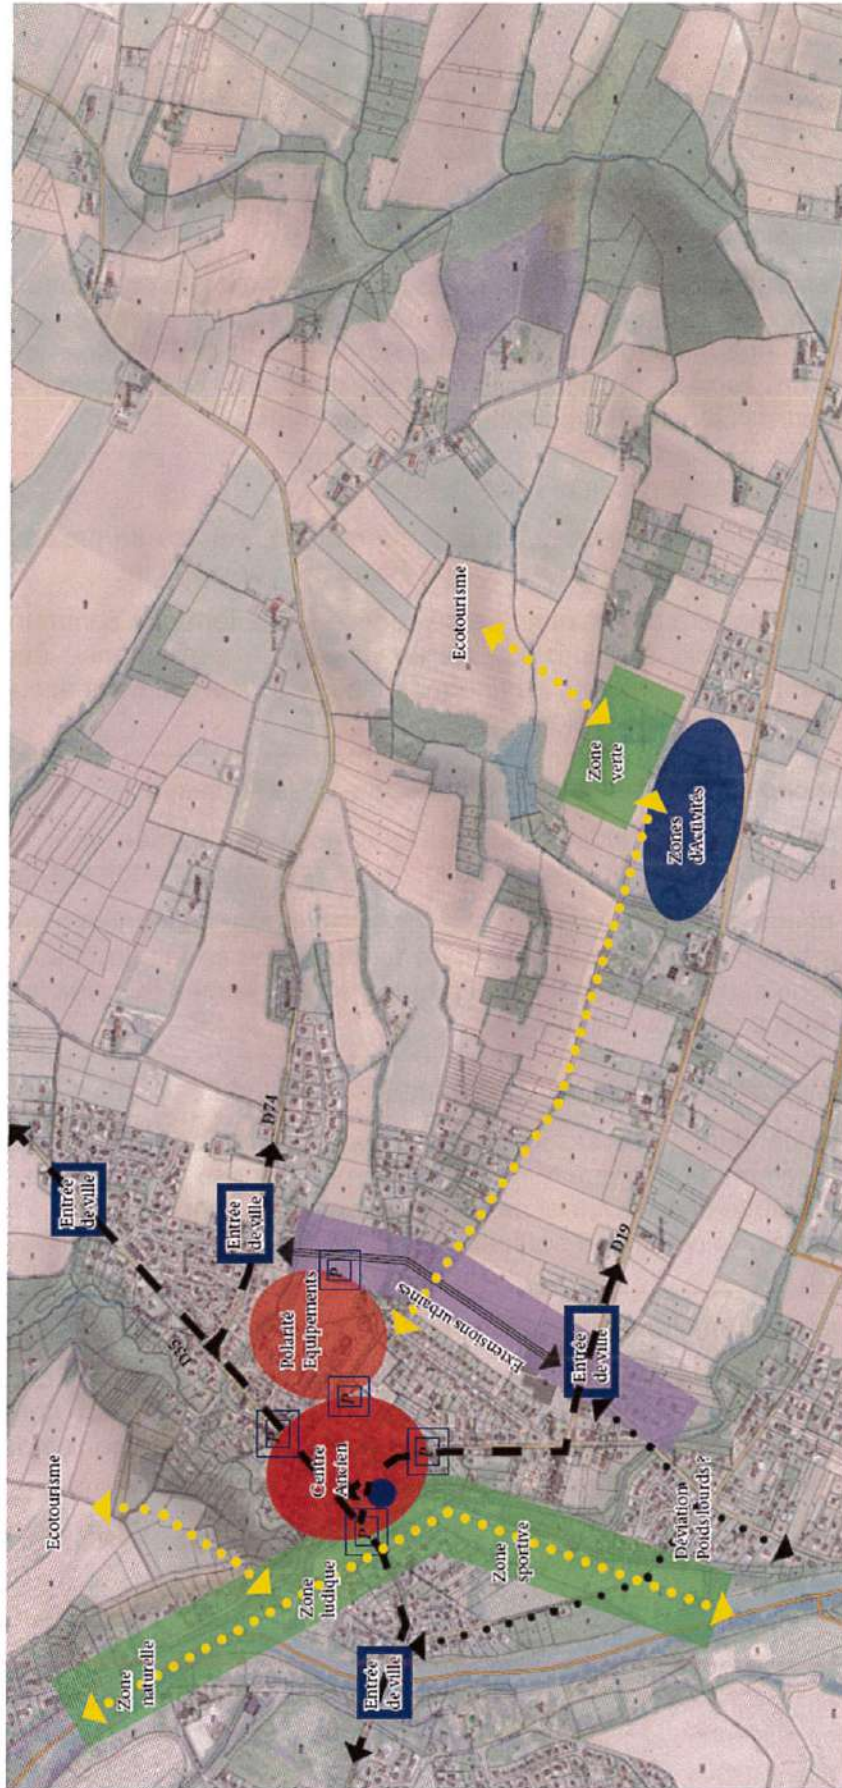 Ecotourisme
Zone
naturelle
Zone
ludique
Entrée
de ville
Zone
sportive
Déviation
Poids lourds ?
Centre
Ancien
P
P
P
P
P
D35
Polarité
Equipements
Extensions urbaines
Entrée
de ville
Entrée
de ville
Entrée
de ville
D74
D19
Zones
d'Activités
Zone
verte
Ecotourisme